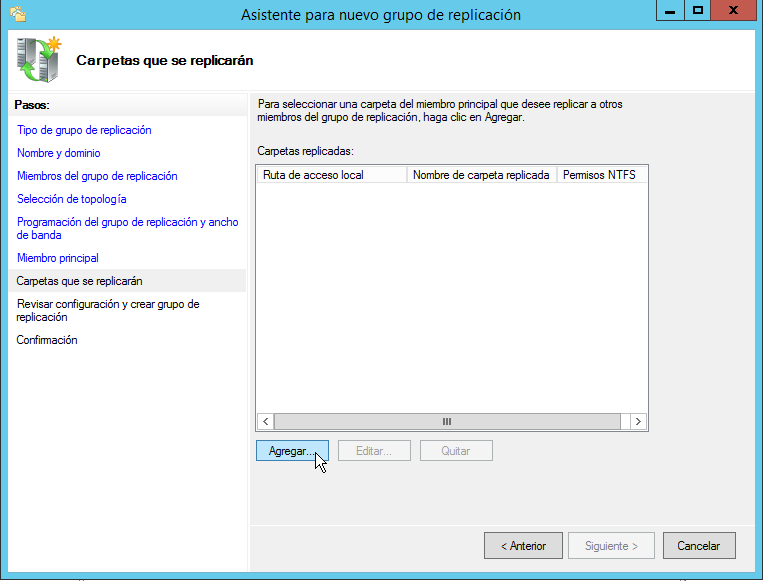 Asistente para nuevo grupo de replicación
Carpetas que se replicarán
Pasos:
Tipo de grupo de replicación
Nombre y dominio
Miembros del grupo de replicación
Selección de topología
Programación del grupo de replicación y ancho
de banda
Miembro principal
Carpetas que se replicarán
Revisar configuración y crear grupo de
replicación
Confirmación
Para seleccionar una carpeta del miembro principal que desee replicar a otros
miembros del grupo de replicación, haga clic en Agregar.
Carpetas replicadas:
Ruta de acceso local Nombre de carpeta replicada Permisos NTFS
Agregar... Editar... Quitar
< Anterior Siguiente > Cancelar